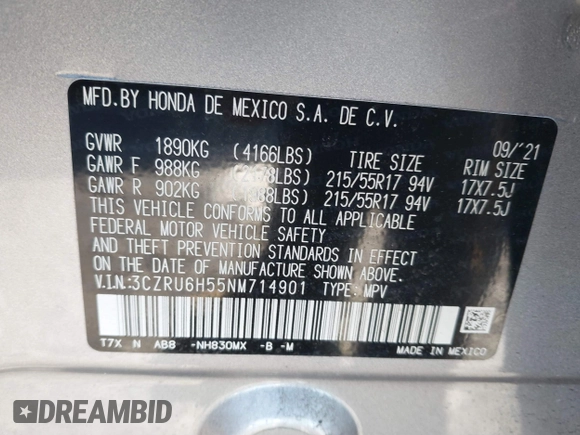 MFD.BY HONDA DE MEXICO S.A. DE C.V.
09/'21
GVWR 1890KG (4166LBS) TIRE SIZE RIM SIZE
GAWR F 988KG 215/55R17 94V 17X7.5J
GAWR R 902KG 215/55R17 94V 17X7.5J
THIS VEHICLE CONFORMS TO ALL APPLICABLE
FEDERAL MOTOR VEHICLE SAFETY
AND THEFT PREVENTION STANDARDS IN EFFECT
ON THE DATE OF MANUFACTURE SHOWN ABOVE.
V.I.N.:3CZRU6H55NM714901 TYPE: MPV
T7X N ABB -NH830MX -B -M
MADE IN MEXICO
DREAMBID